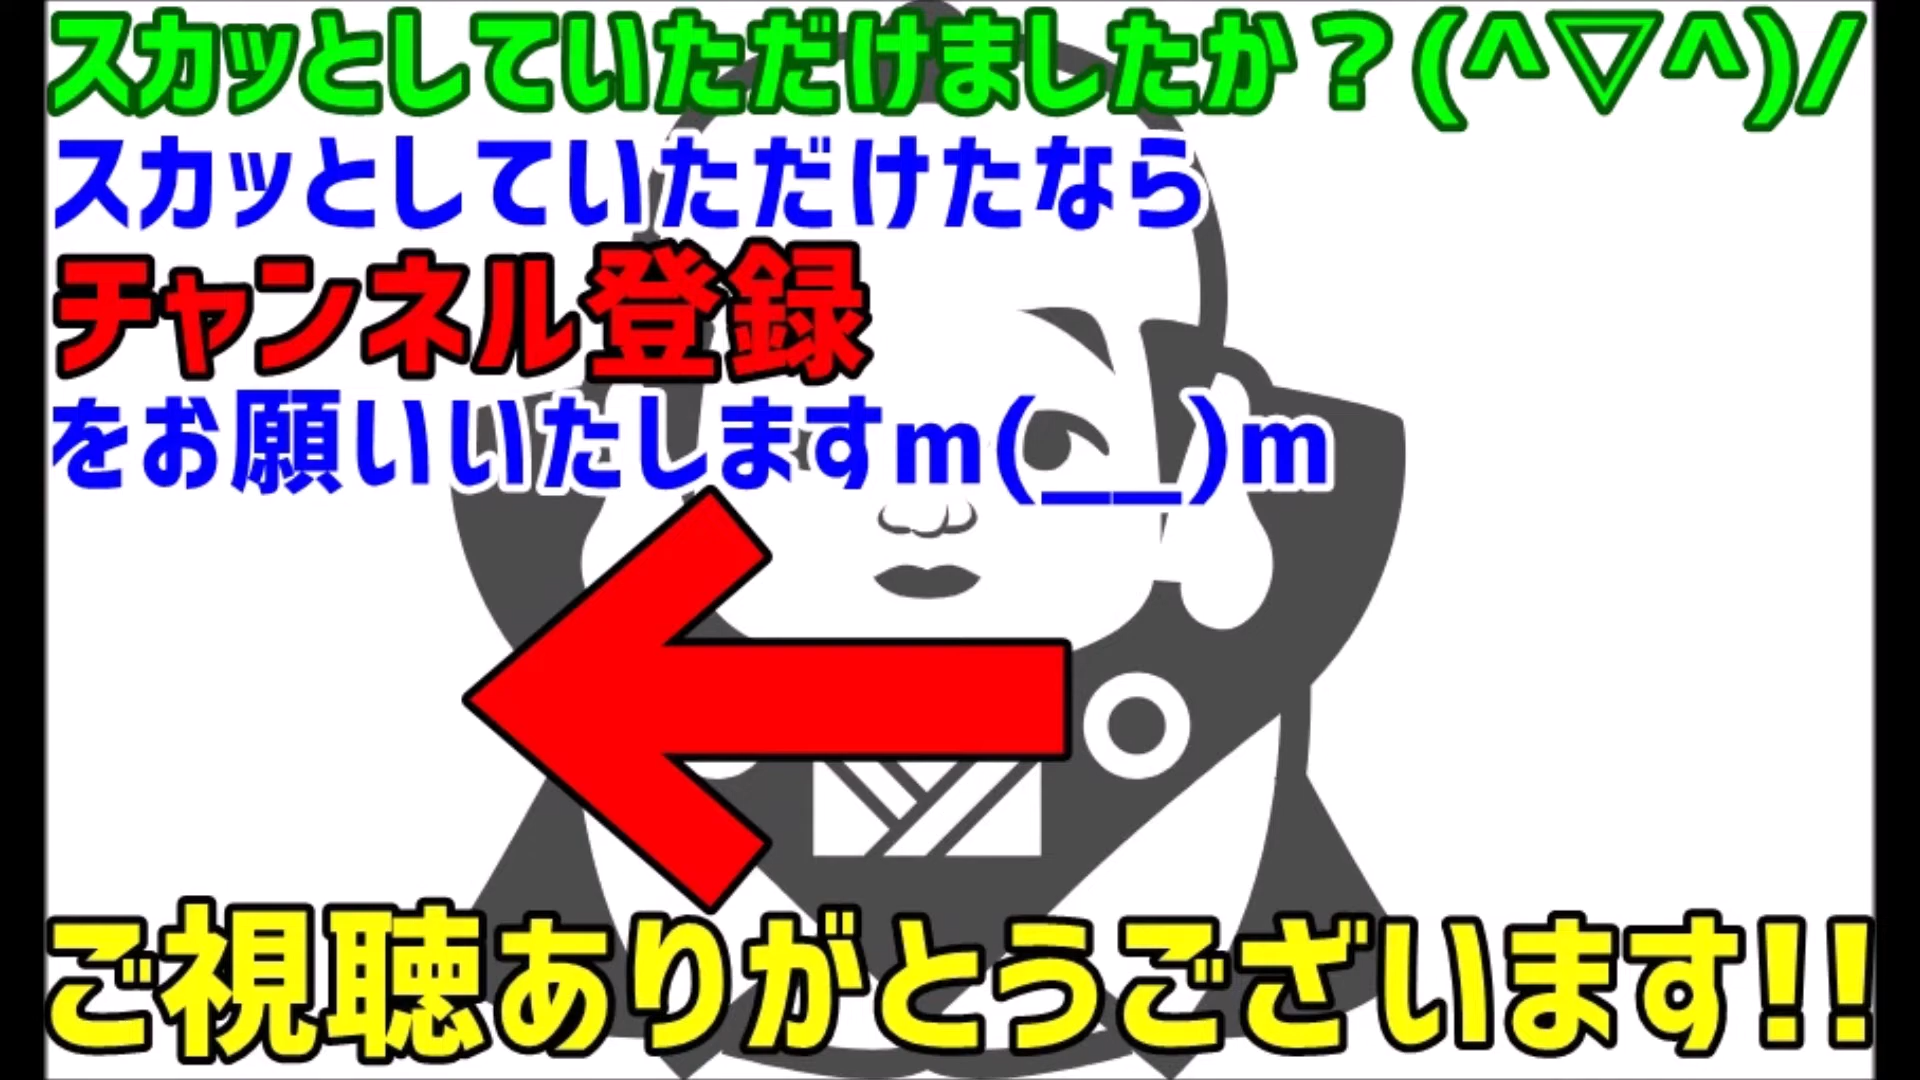 スカッとしていただけましたか？(^▽^)/
スカッとしていただけたなら
チャンネル登録
をお願いいたしますm(__)m
ご視聴ありがとうございます!!